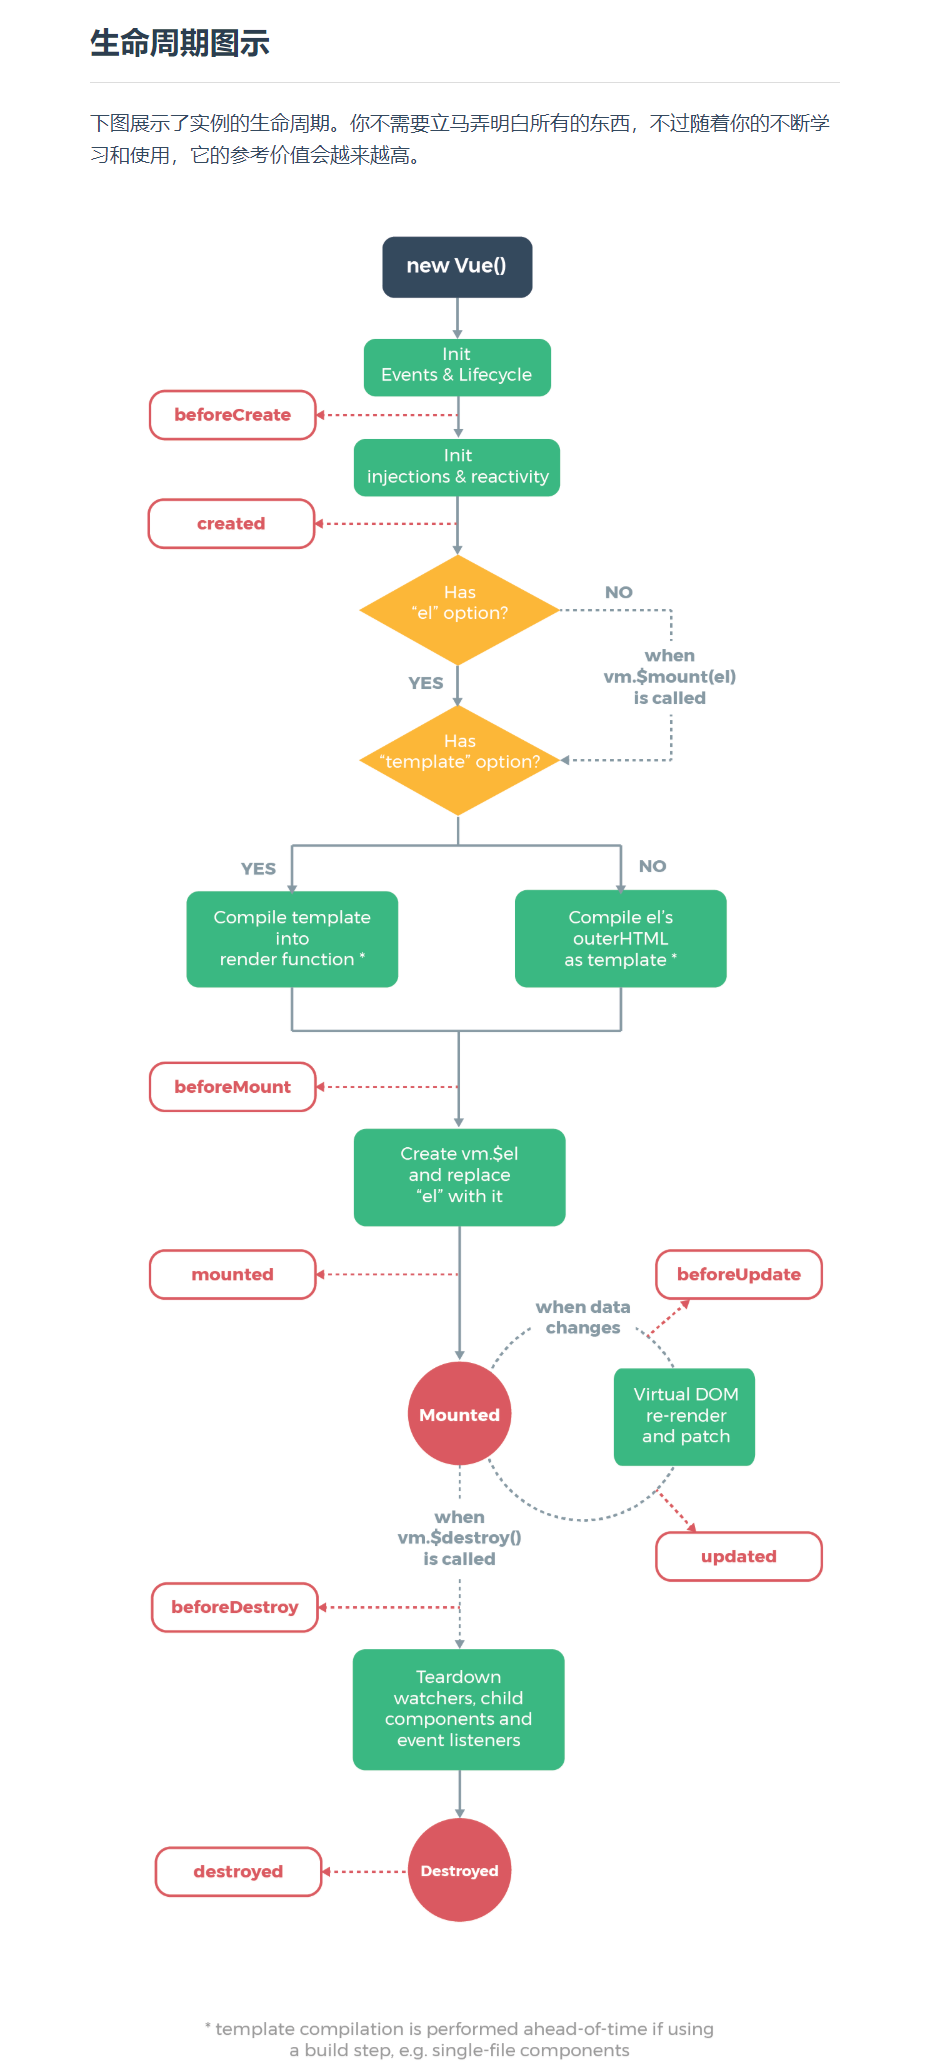 生命周期图示
下图展示了实例的生命周期。你不需要立马弄明白所有的东西，不过随着你的不断学
习和使用，它的参考价值会越来越高。
new Vue()
Init
Events & Lifecycle
beforeCreate
Init
injections & reactivity
created
Has
“el” option?
NO
when
vm.$mount(el)
is called
YES
Has
“template” option?
YES
NO
Compile template
into
render function *
Compile el’s
outerHTML
as template *
beforeMount
Create vm.$el
and replace
“el” with it
mounted
beforeUpdate
when data
changes
Mounted
Virtual DOM
re-render
and patch
when
vm.$destroy()
is called
updated
beforeDestroy
Teardown
watchers, child
components and
event listeners
destroyed
Destroyed
* template compilation is performed ahead-of-time if using
a build step, e.g. single-file components